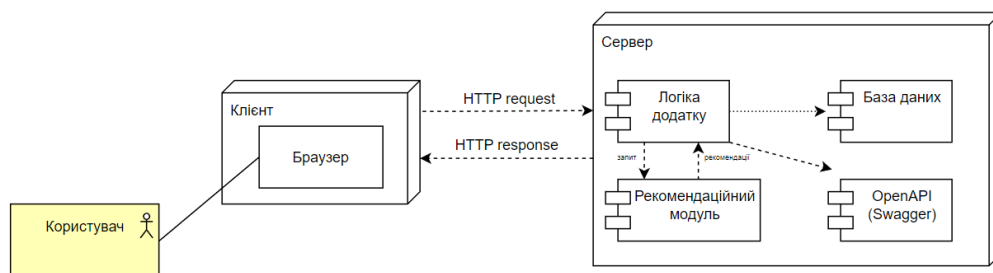 Сервер
HTTP request
Логіка
додатку
База даних
Клієнт
Браузер
HTTP response
запит
рекомендації
Рекомендаційний
модуль
OpenAPI
(Swagger)
Користувач